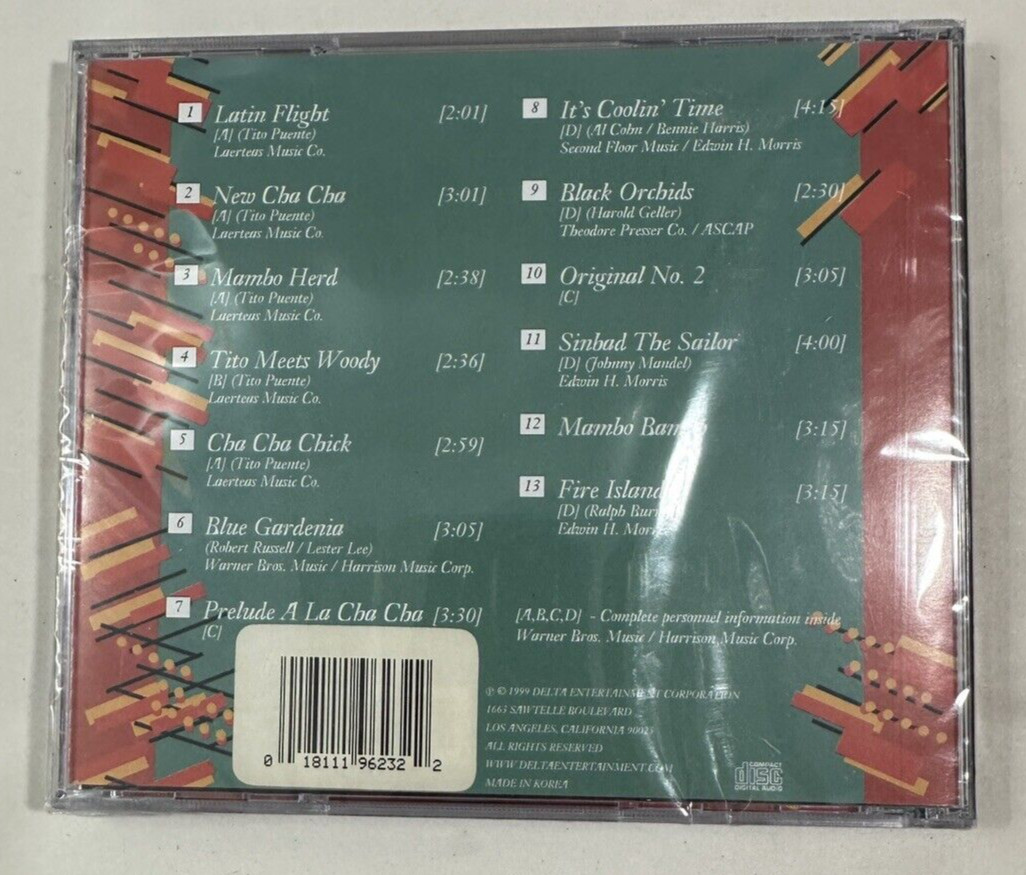 1 Latin Flight [2:01]
[A] (Tito Puente)
Laerteas Music Co.
2 New Cha Cha [3:01]
[A] (Tito Puente)
Laerteas Music Co.
3 Mambo Herd [2:38]
[A] (Tito Puente)
Laerteas Music Co.
4 Tito Meets Woody [2:36]
[B] (Tito Puente)
Laerteas Music Co.
5 Cha Cha Chick [2:59]
[A] (Tito Puente)
Laerteas Music Co.
6 Blue Gardenia [3:05]
(Robert Russell / Lester Lee)
Warner Bros. Music / Harrison Music Corp.
7 Prelude A La Cha Cha [3:30]
[C]
8 It's Coolin' Time [4:15]
[D] (Al Cohn / Bennie Harris)
Second Floor Music / Edwin H. Morris
9 Black Orchids [2:30]
[D] (Harold Geller)
Theodore Presser Co. / ASCAP
10 Original No. 2 [3:05]
[C]
11 Sinbad The Sailor [4:00]
[D] (Johnny Mandel)
Edwin H. Morris
12 Mambo [3:15]
13 Fire Island [3:15]
[D] (Ralph
Edwin H.
[A,B,C,D] - Complete personnel information inside
Warner Bros. Music / Harrison Music Corp.
℗ © 1999 DELTA ENTERTAINMENT CORPORATION
1663 SAWTELLE BOULEVARD
LOS ANGELES, CALIFORNIA
ALL RIGHTS RESERVED
WWW.DELTAENTERTAINMENT.COM
MADE IN KOREA
COMPACT
disc
DIGITAL AUDIO
0 18111 96232 2